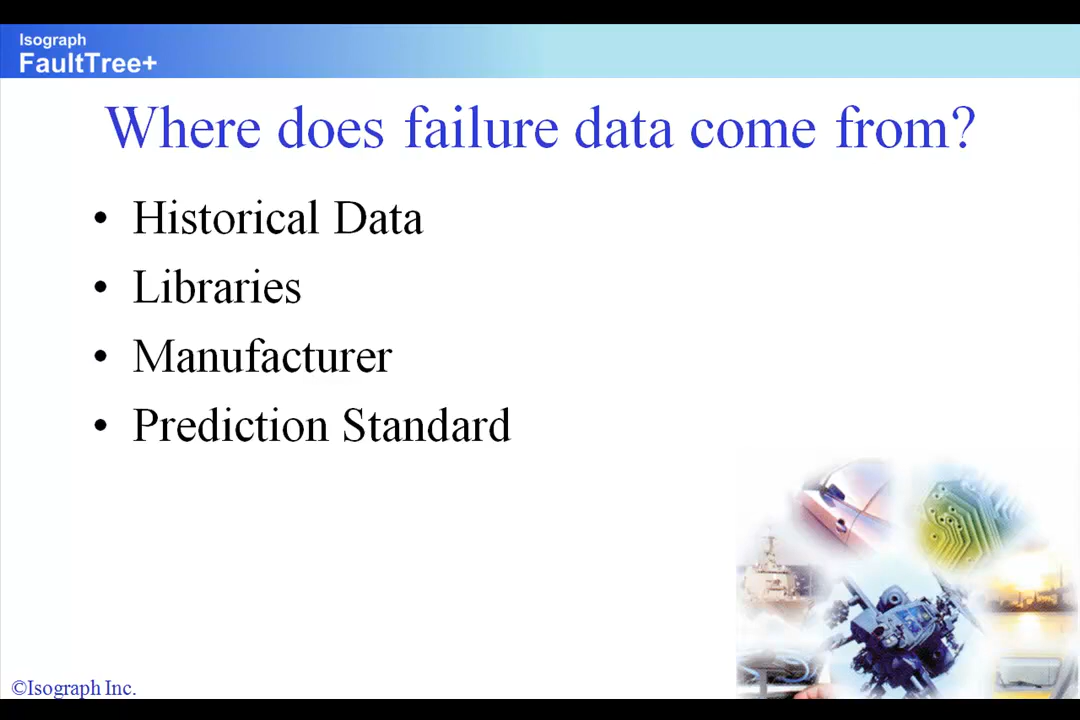 Isograph
FaultTree+
Where does failure data come from?
• Historical Data
• Libraries
• Manufacturer
• Prediction Standard
©Isograph Inc.